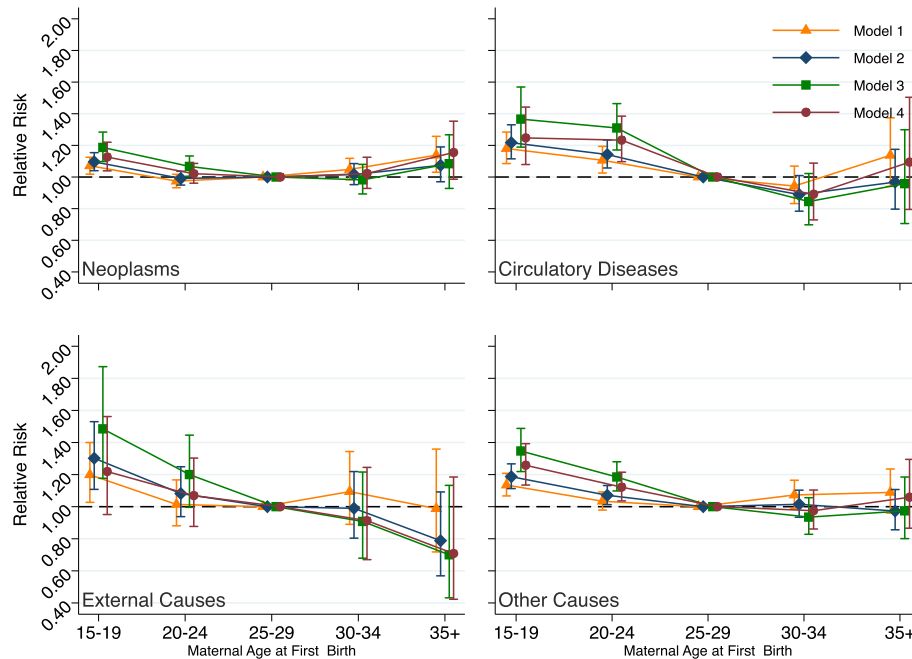 2.00
1.80
1.60
1.40
1.20
1.00
0.80
0.60
0.40
Relative Risk
Neoplasms
Model 1
Model 2
Model 3
Model 4
Circulatory Diseases
2.00
1.80
1.60
1.40
1.20
1.00
0.80
0.60
0.40
Relative Risk
External Causes
Other Causes
15-19 20-24 25-29 30-34 35+
Maternal Age at First Birth
15-19 20-24 25-29 30-34 35+
Maternal Age at First Birth